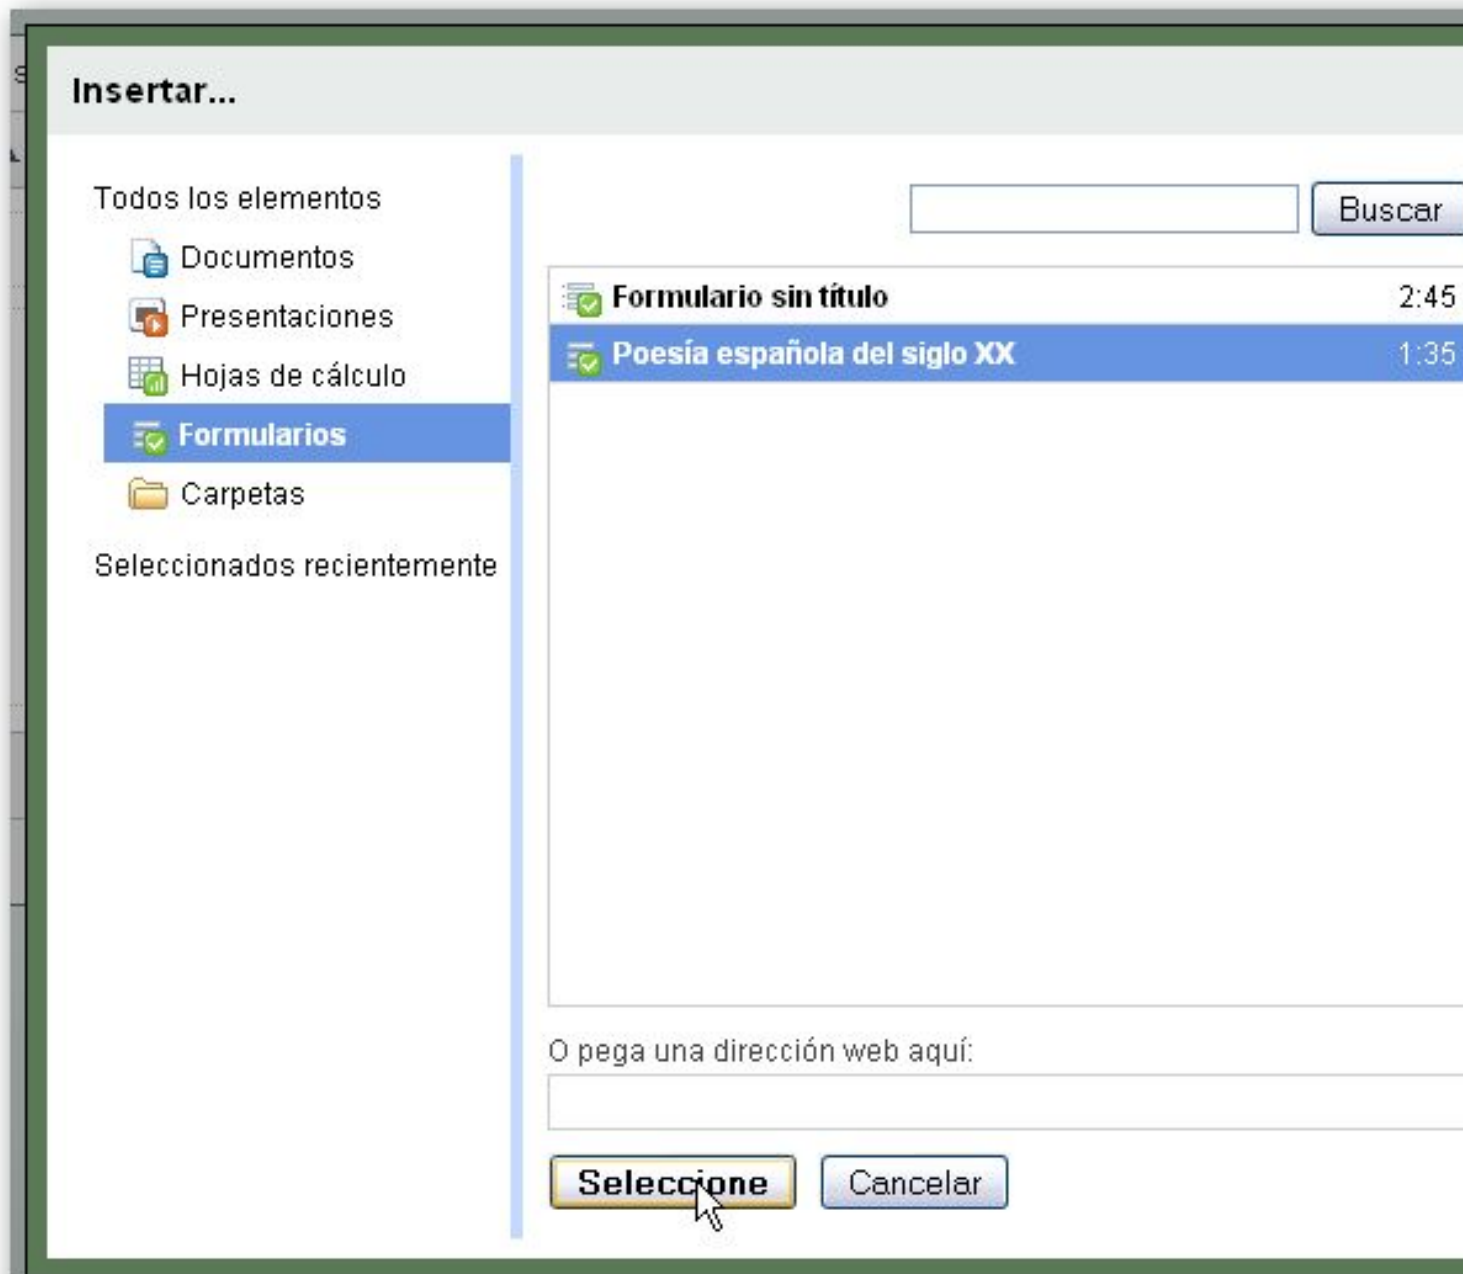 Insertar...
Todos los elementos
Documentos
Presentaciones
Hojas de cálculo
Formularios
Carpetas
Seleccionados recientemente
Buscar
Formulario sin título 2:45
Poesía española del siglo XX 1:35
O pega una dirección web aquí:
Seleccione Cancelar